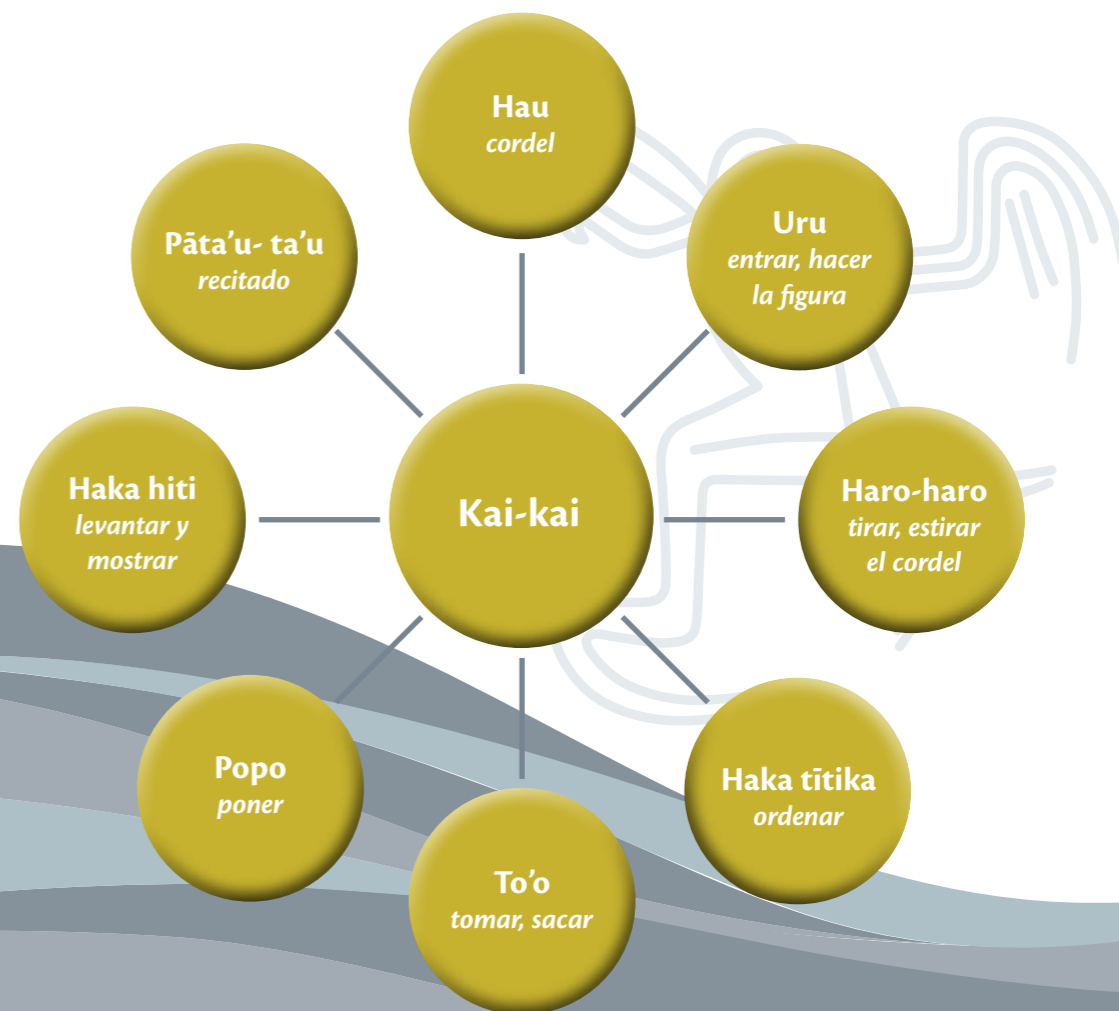 Hau
cordel
Uru
entrar, hacer
la figura
Haro-haro
tirar, estirar
el cordel
Haka tītika
ordenar
To’o
tomar, sacar
Popo
poner
Haka hiti
levantar y
mostrar
Pāta’u- ta’u
recitado
Kai-kai